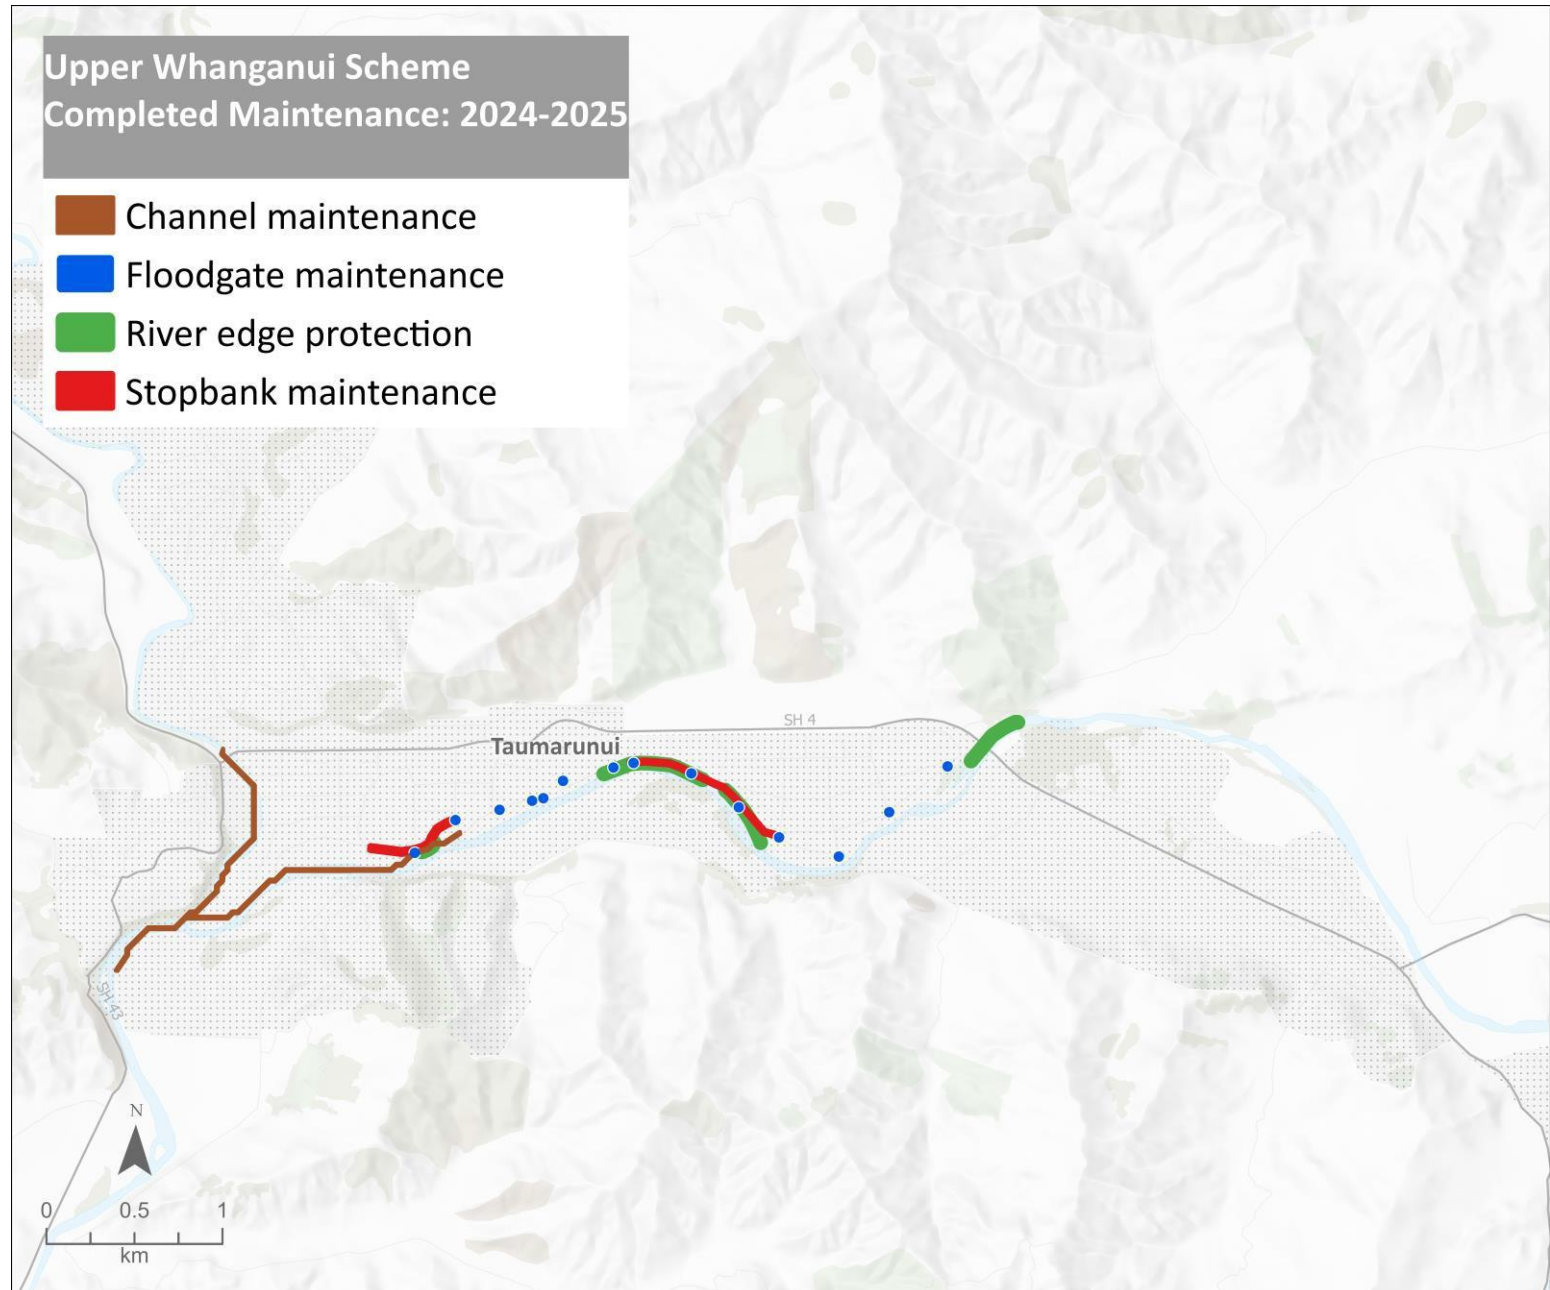 Upper Whanganui Scheme
Completed Maintenance: 2024-2025
Channel maintenance
Floodgate maintenance
River edge protection
Stopbank maintenance
SH 4
Taumarunui
SH 43
N
0 0.5 1
km